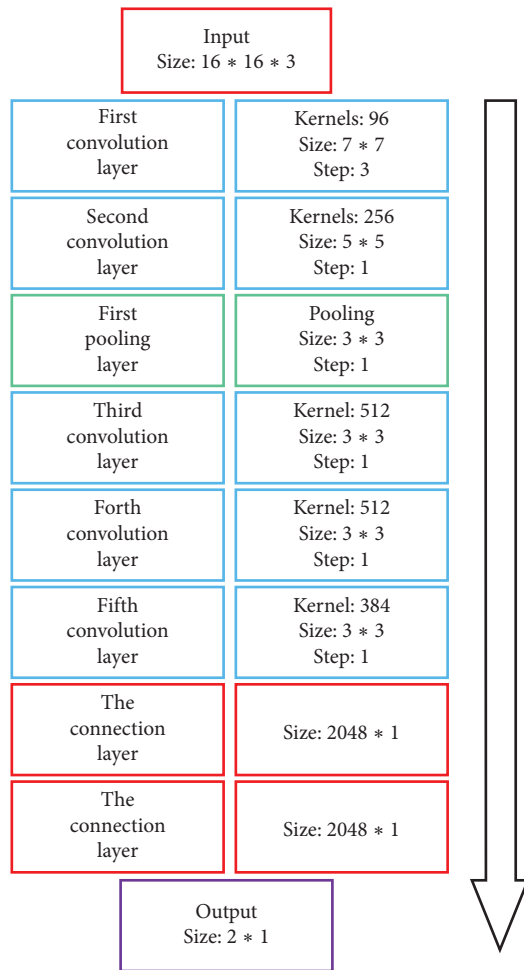 Input
Size: 16 * 16 * 3
First
convolution
layer
Kernels: 96
Size: 7 * 7
Step: 3
Second
convolution
layer
Kernels: 256
Size: 5 * 5
Step: 1
First
pooling
layer
Pooling
Size: 3 * 3
Step: 1
Third
convolution
layer
Kernel: 512
Size: 3 * 3
Step: 1
Forth
convolution
layer
Kernel: 512
Size: 3 * 3
Step: 1
Fifth
convolution
layer
Kernel: 384
Size: 3 * 3
Step: 1
The
connection
layer
Size: 2048 * 1
The
connection
layer
Size: 2048 * 1
Output
Size: 2 * 1